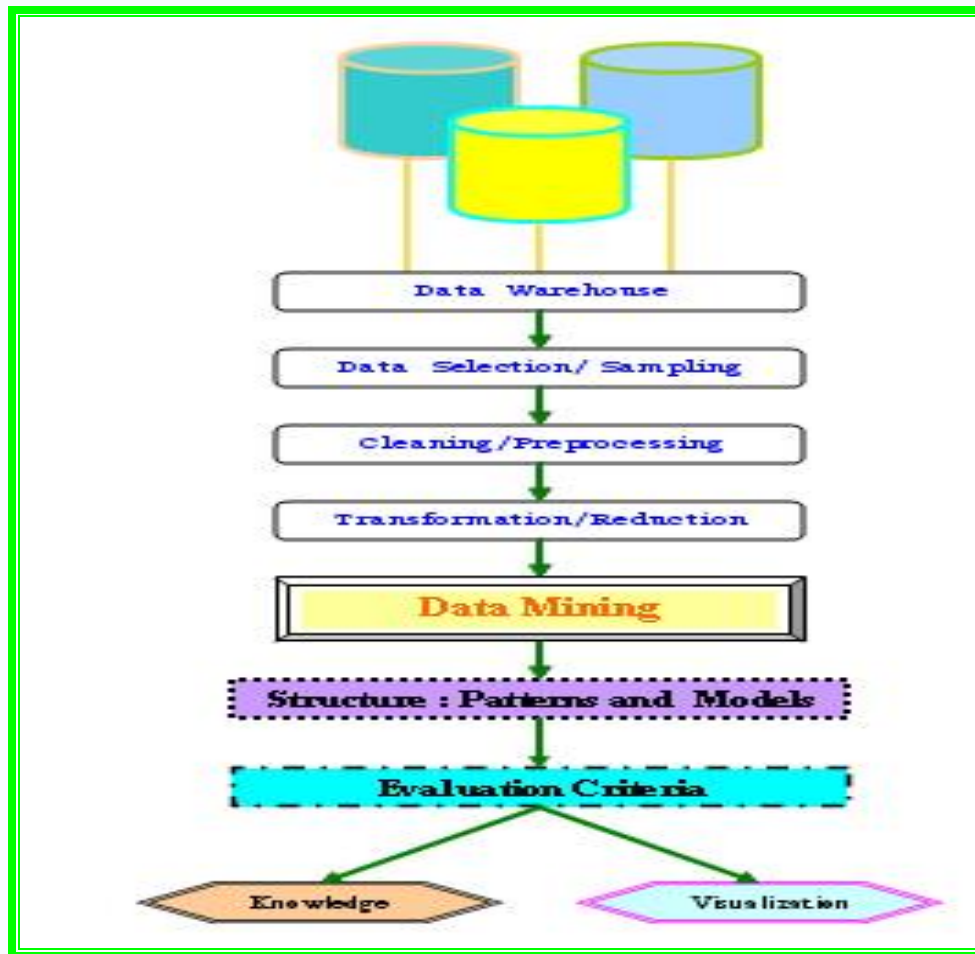 Data Warehouse
Data Selection/ Sampling
Cleaning/Preprocessing
Transformation/Reduction
Data Mining
Structure : Patterns and Models
Evaluation Criteria
Knowledge
Visualization